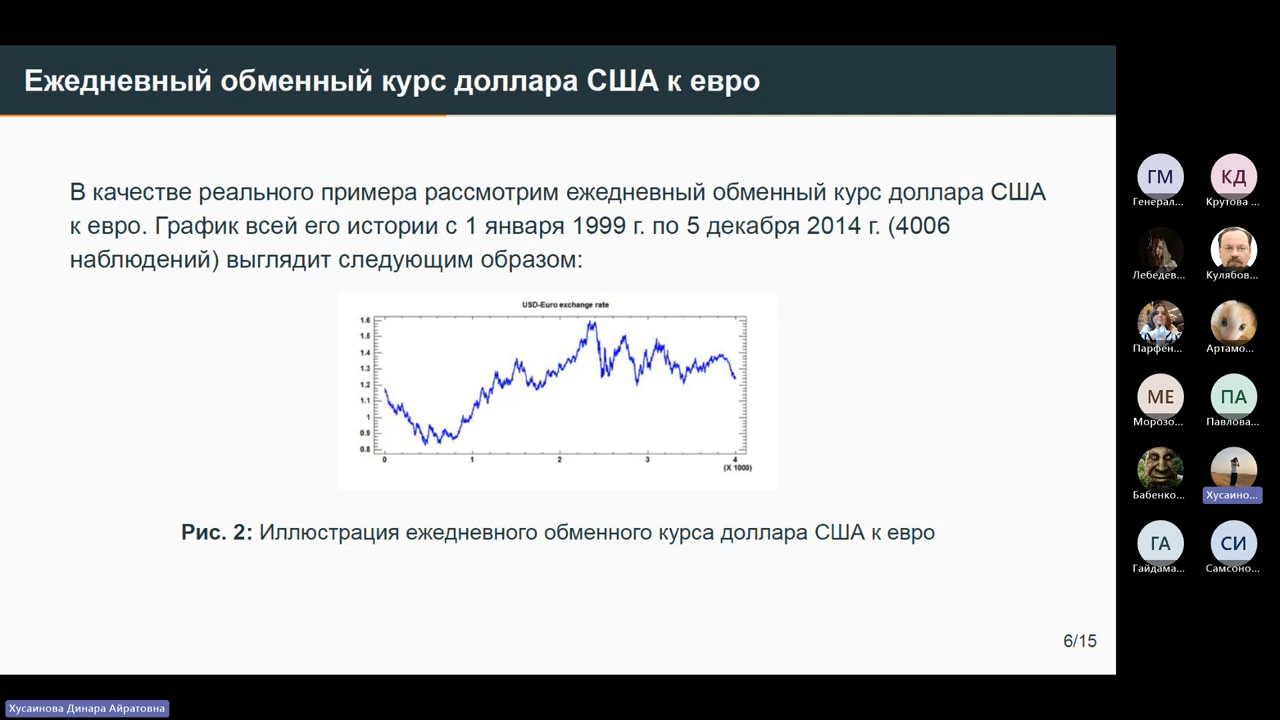 Ежедневный обменный курс доллара США к евро
В качестве реального примера рассмотрим ежедневный обменный курс доллара США
к евро. График всей его истории с 1 января 1999 г. по 5 декабря 2014 г. (4006
наблюдений) выглядит следующим образом:
USD-Euro exchange rate
1.6
1.5
1.4
1.3
1.2
1.1
1
0.9
0.8
0 1 2 3 4
(X 1000)
Рис. 2: Иллюстрация ежедневного обменного курса доллара США к евро
6/15
ГМ КД
Генерал... Крутова ...
Лебедев... Кулябов...
Парфен... Артамо...
МЕ ПА
Морозо... Павлова...
Бабенко... Хусаино...
ГА СИ
Гайдама... Самсоно...
Хусаинова Динара Айратовна